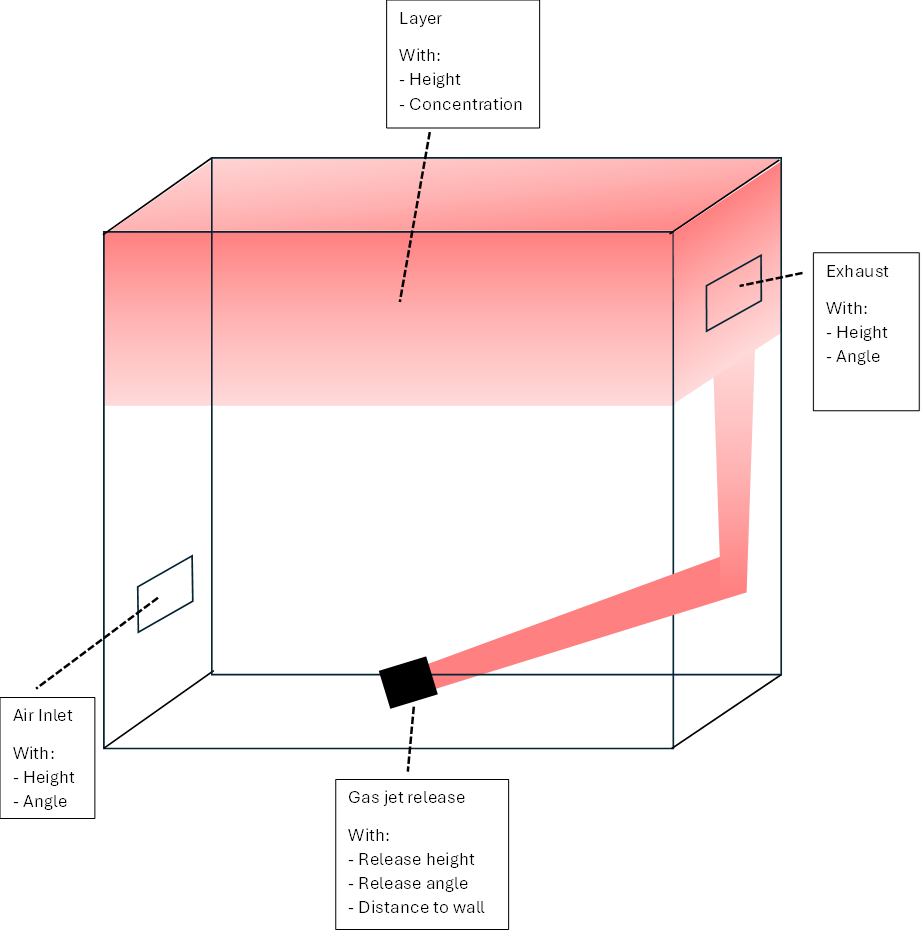 Layer
With:
- Height
- Concentration
Exhaust
With:
- Height
- Angle
Air Inlet
With:
- Height
- Angle
Gas jet release
With:
- Release height
- Release angle
- Distance to wall